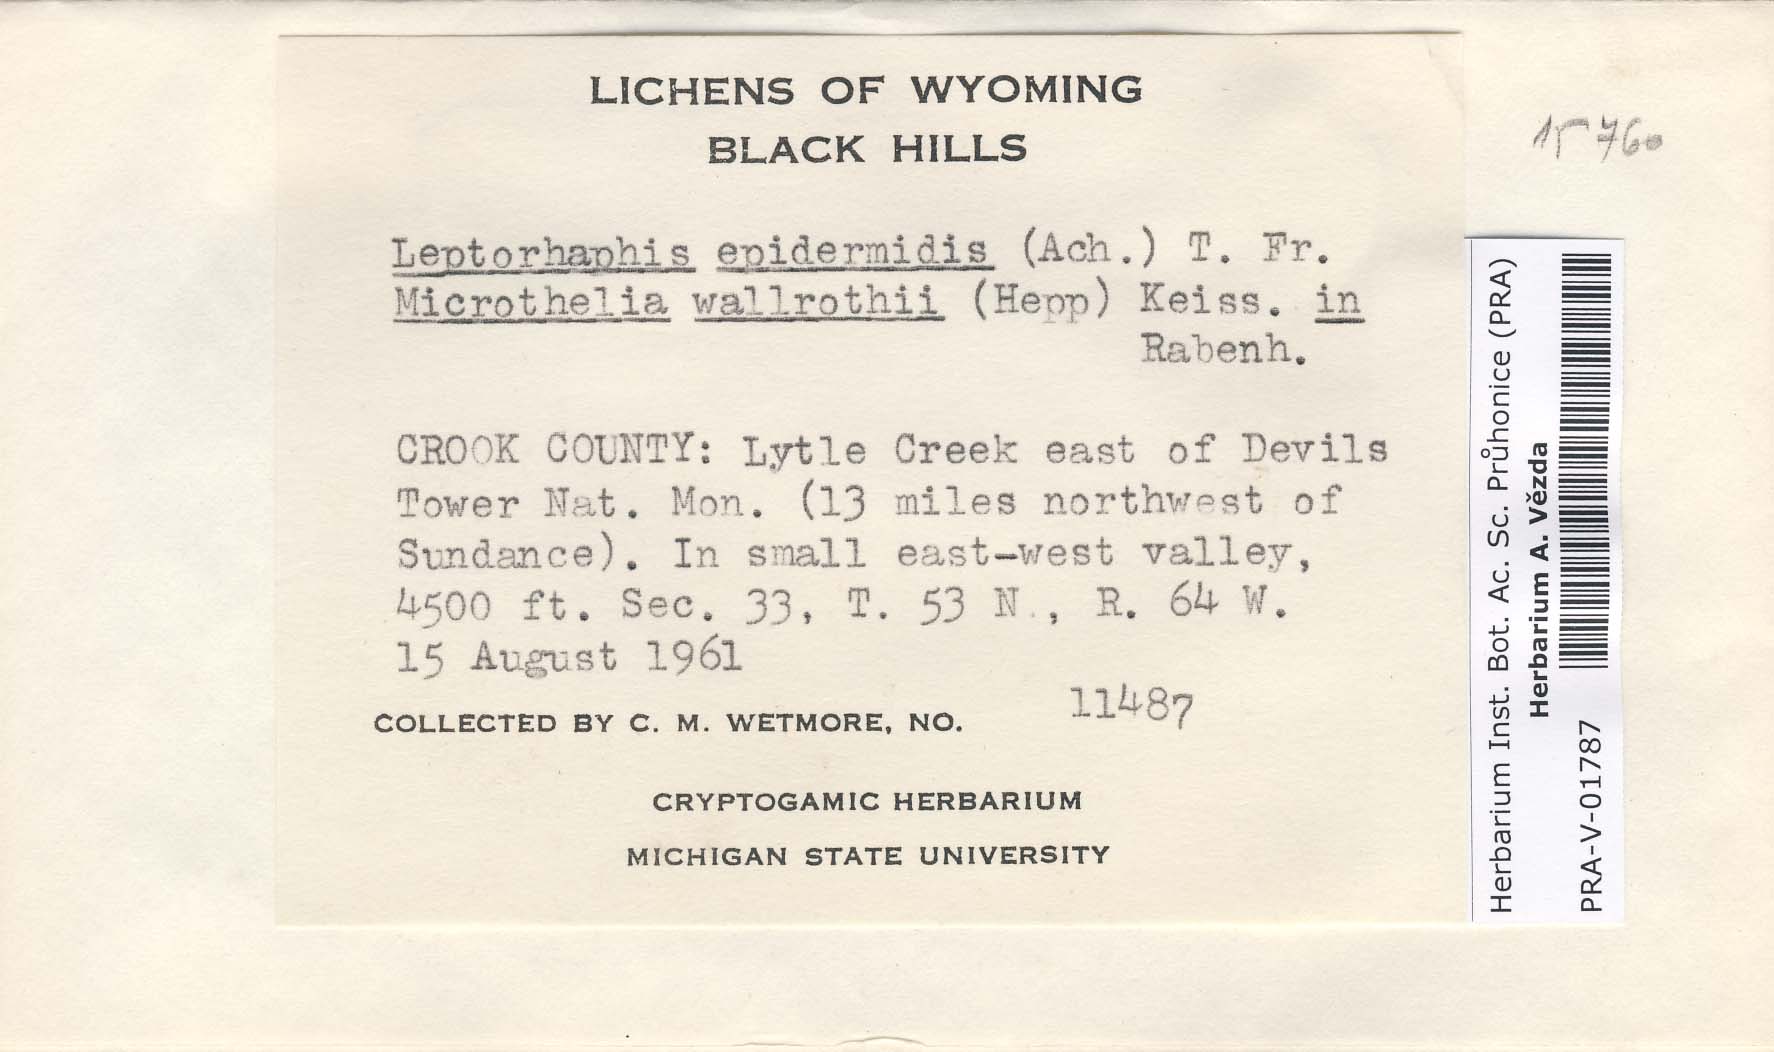 LICHENS OF WYOMING
BLACK HILLS
Leptorhaphis epidermidis (Ach.) T. Fr.
Microthelia wallrothii (Hepp) Keiss. in
Rabenh.
CROOK COUNTY: Lytle Creek east of Devils
Tower Nat. Mon. (13 miles northwest of
Sundance). In small east-west valley,
4500 ft. Sec. 33, T. 53 N., R. 64 W.
15 August 1961
COLLECTED BY C. M. WETMORE, NO. 11487
CRYPTOGAMIC HERBARIUM
MICHIGAN STATE UNIVERSITY
15760
Herbarium Inst. Bot. Ac. Sc. Průhonice (PRA)
Herbarium A. Vězda
PRA-V-01787